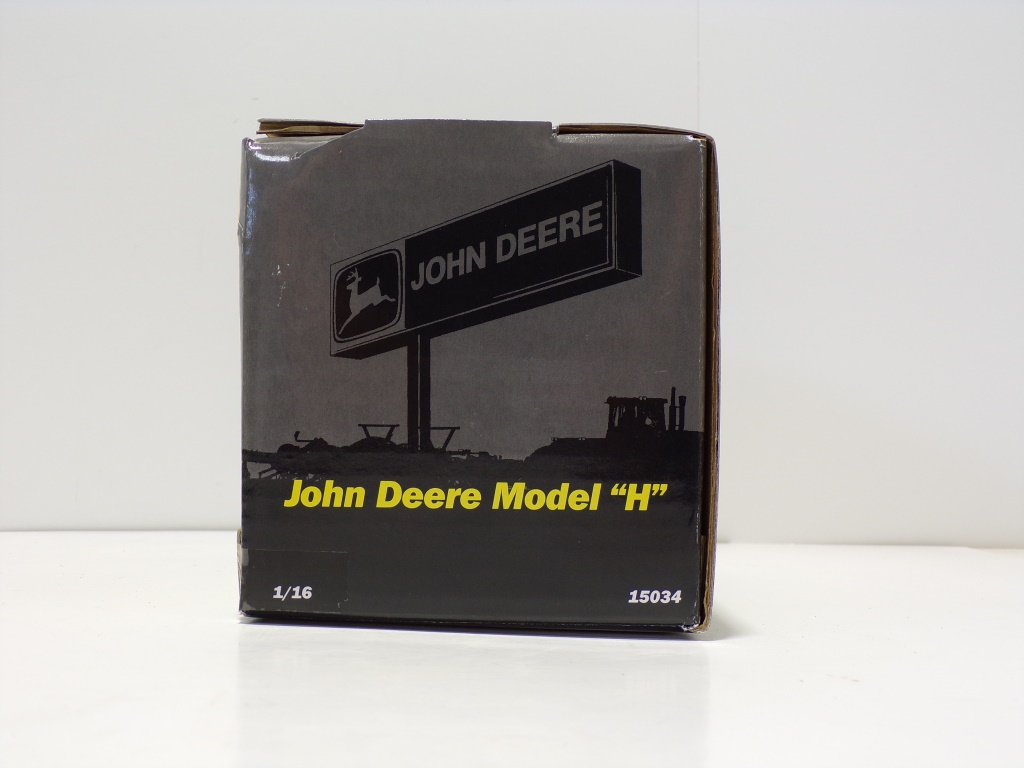 JOHN DEERE
John Deere Model “H”
1/16
15034